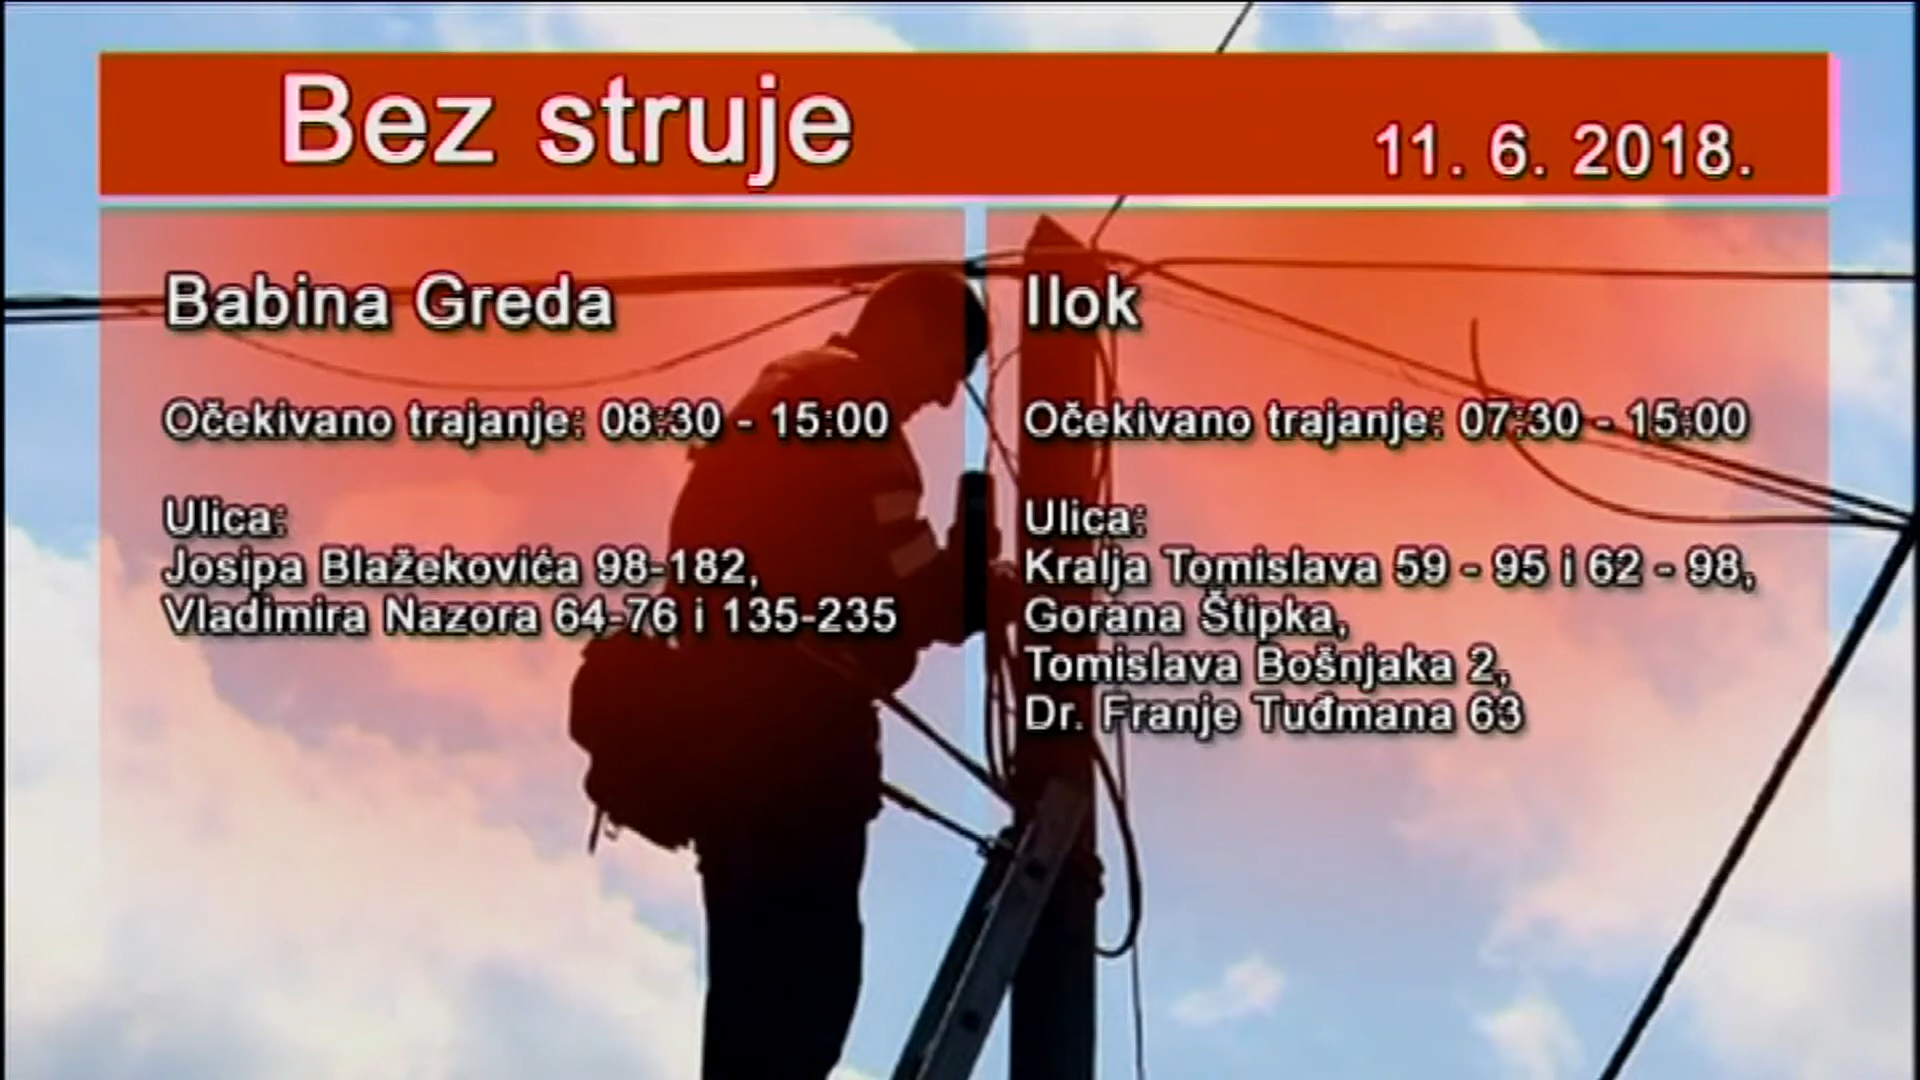 Bez struje
11. 6. 2018.
Babina Greda
Očekivano trajanje: 08:30 - 15:00
Ulica:
Josipa Blažekovića 98-182,
Vladimira Nazora 64-76 i 135-235
Ilok
Očekivano trajanje: 07:30 - 15:00
Ulica:
Kralja Tomislava 59 - 95 i 62 - 98,
Gorana Štipka,
Tomislava Bošnjaka 2,
Dr. Franje Tuđmana 63